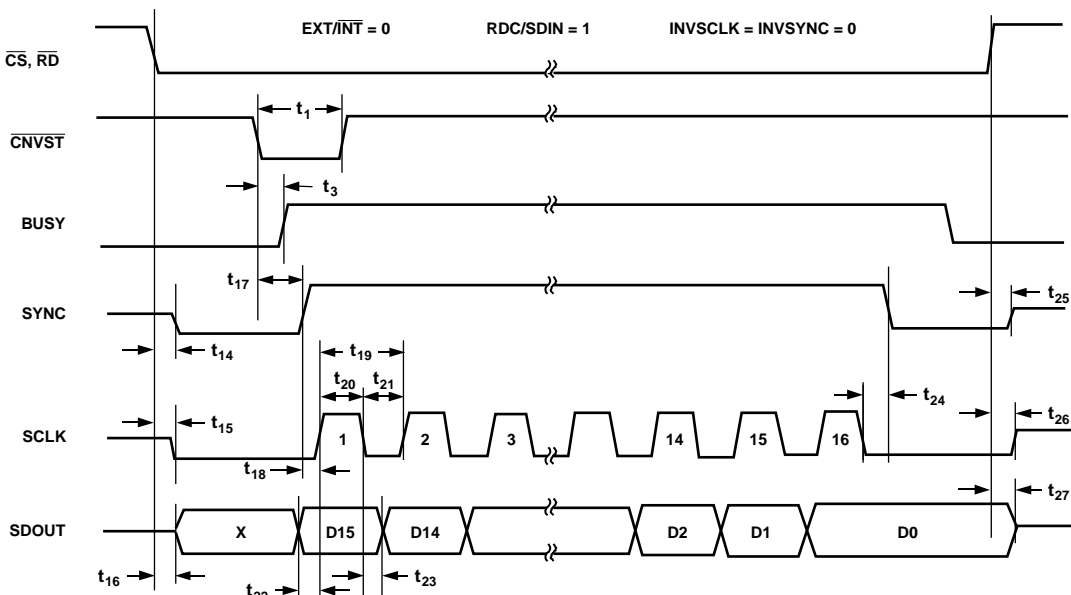 EXT/INT = 0 RDC/SDIN = 1 INVSCLK = INVSYNC = 0
CS, RD
t1
CNVST
t3
BUSY
t17
SYNC
t25
t14
t19
t20 t21
t24
t15
t26
SCLK
1 2 3 14 15 16
t18
t27
SDOUT
X D15 D14 D2 D1 D0
t16
t23